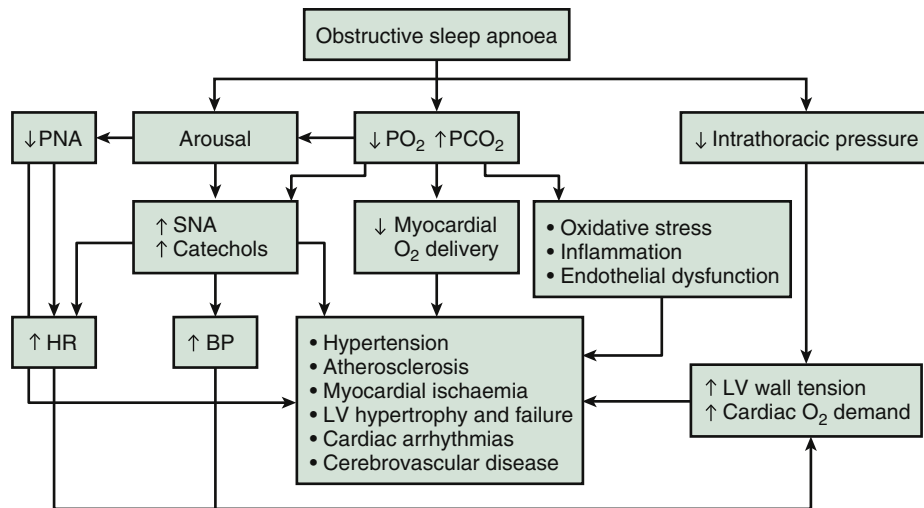 Obstructive sleep apnoea
↓PNA
Arousal
↓ PO₂ ↑PCO₂
↓ Intrathoracic pressure
↑ SNA
↑ Catechols
↓ Myocardial
O₂ delivery
• Oxidative stress
• Inflammation
• Endothelial dysfunction
↑ HR
↑ BP
• Hypertension
• Atherosclerosis
• Myocardial ischaemia
• LV hypertrophy and failure
• Cardiac arrhythmias
• Cerebrovascular disease
↑ LV wall tension
↑ Cardiac O₂ demand